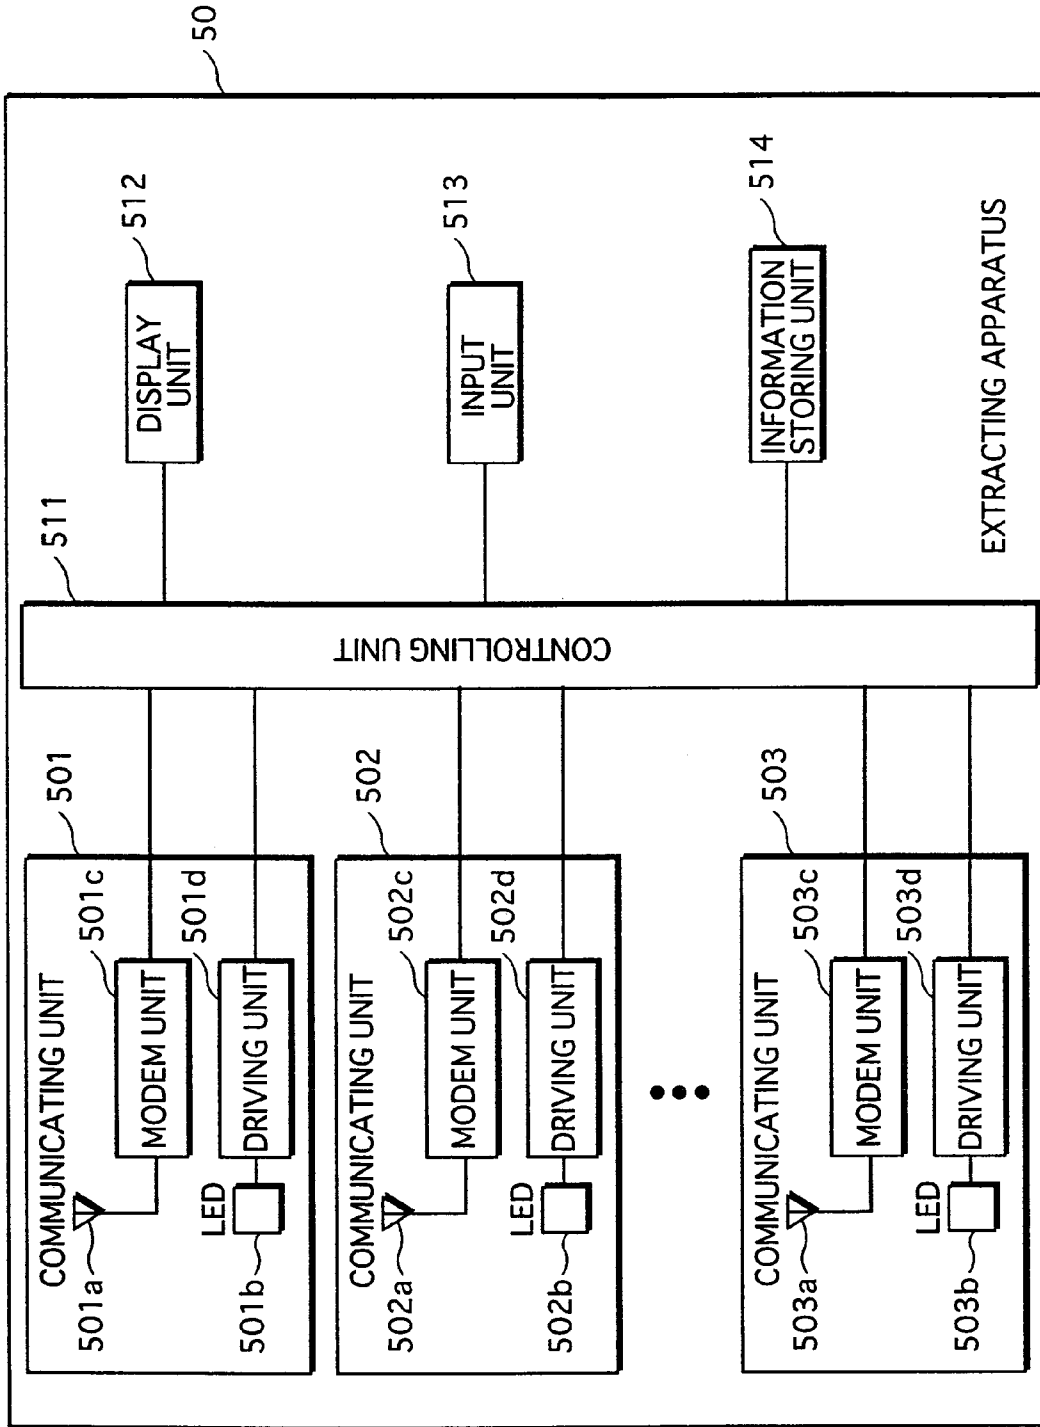 50
COMMUNICATING UNIT
501
501a
MODEM UNIT
501c
LED
501b
DRIVING UNIT
501d
COMMUNICATING UNIT
502
502a
MODEM UNIT
502c
LED
502b
DRIVING UNIT
502d
COMMUNICATING UNIT
503
503a
MODEM UNIT
503c
LED
503b
DRIVING UNIT
503d
CONTROLLING UNIT
511
DISPLAY
UNIT
512
INPUT
UNIT
513
INFORMATION
STORING UNIT
514
EXTRACTING APPARATUS